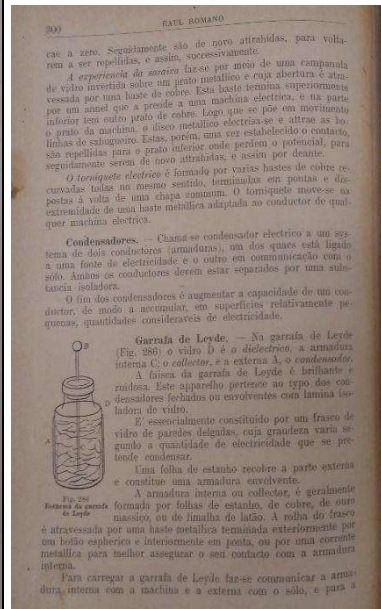 300
RAUL ROMANO
cae a zero. Seguidamente são de novo attrahidas, para volta-
rem a ser repellidas, e assim, successivamente.
A experiencia da saraiva faz-se por meio de uma campanula
de vidro invertida sobre um prato metallico e cuja abertura é atra-
vessada por uma haste de cobre. Esta haste termina superiormente
por um annel que a prende a uma machina electrica, e na parte
inferior tem outro prato de cobre. Logo que se põe em movimento
o prato da machina, o disco metallico electrisa-se e attrae as bo-
linhas de sabugueiro. Estas, porém, uma vez estabelecido o contacto,
são repellidas para o prato inferior onde perdem o potencial, para
seguidamente serem de novo attrahidas, e assim por deante.
O torniquete electrico é formado por varias hastes de cobre re-
curvadas todas no mesmo sentido, terminadas em pontas e dis-
postas á volta de uma chapa commum. O torniquete move-se na
extremidade de uma haste metallica adaptada ao conductor de qual-
quer machina electrica.
Condensadores. — Chama-se condensador electrico a um sys-
tema de dois conductores (armaduras), um dos quaes está ligado
a uma fonte de electricidade e o outro em communicação com o
sólo. Ambos os conductores devem estar separados por uma subs-
tancia isoladora.
O fim dos condensadores é augmentar a capacidade de um con-
ductor, de modo a accumular, em superficies relativamente pe-
quenas, quantidades consideraveis de electricidade.
Garrafa de Leyde. — Na garrafa de Leyde
(Fig. 286) o vidro D é o dielectrico, a armadura
interna C, o collector, e a externa A, o condensador.
A faisca da garrafa de Leyde é brilhante e
ruidosa. Este apparelho pertence ao typo dos con-
densadores fechados ou envolventes com lamina iso-
ladora de vidro.
E' essencialmente constituido por um frasco de
vidro de paredes delgadas, cuja grandeza varia se-
gundo a quantidade de electricidade que se pre-
tende condensar.
Uma folha de estanho recobre a parte externa
e constitue uma armadura envolvente.
A armadura interna ou collector, é geralmente
formada por folhas de estanho, de cobre, de ouro
massiço, ou de limalha de latão. A rolha do frasco
é atravessada por uma haste metallica terminada exteriormente por
um botão espherico e interiormente em ponta, ou por uma corrente
metallica para melhor assegurar o seu contacto com a armadura
interna.
Para carregar a garrafa de Leyde faz-se communicar a arma-
dura interna com a machina e a externa com o sólo, e para a
B
D
A
Fig. 286
Eschema da garrafa
de Leyde